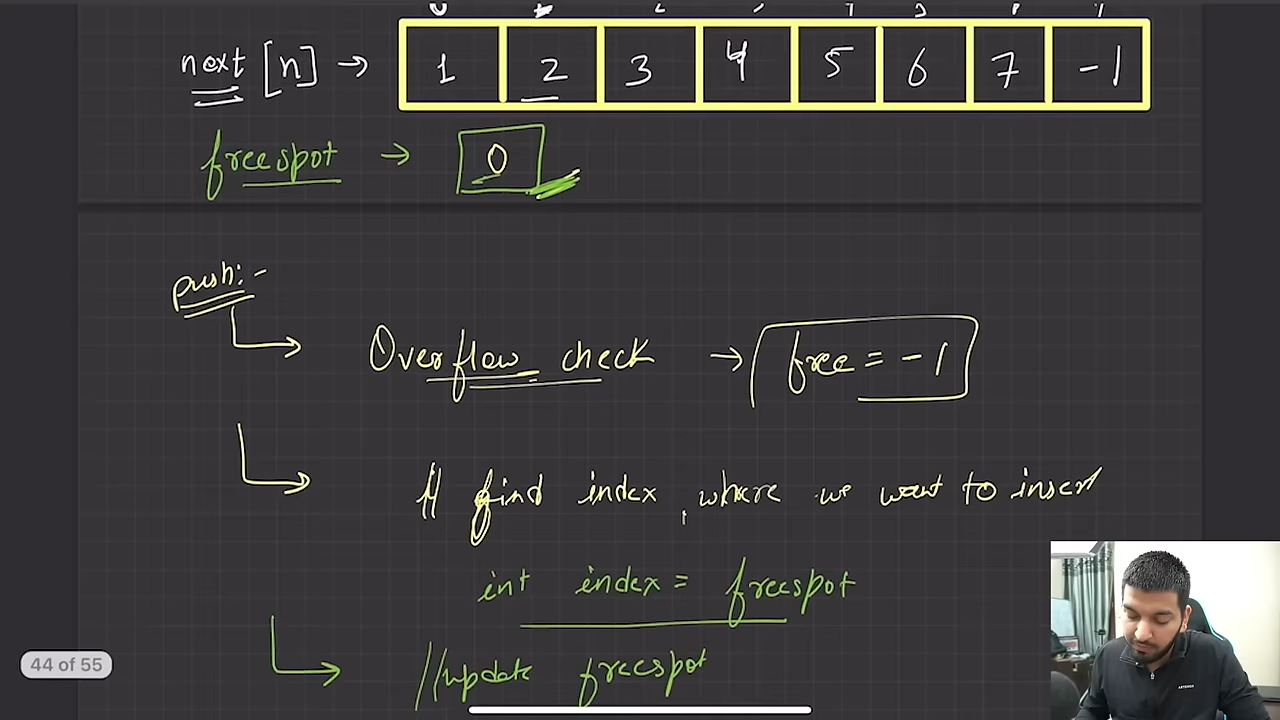 next [n] → 1 2 3 4 5 6 7 -1
freespot → 0
push:-
Overflow check → free = -1
// find index, where we want to insert
int index = freespot
//update freespot
44 of 55